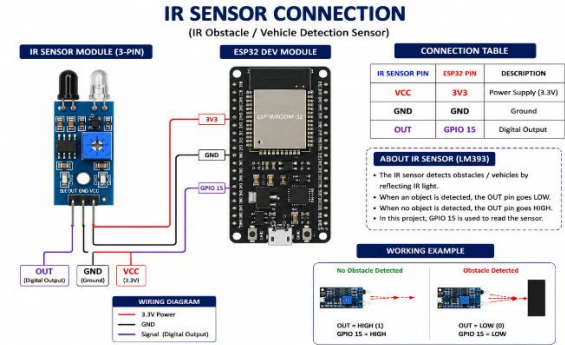 IR SENSOR CONNECTION
(IR Obstacle / Vehicle Detection Sensor)
IR SENSOR MODULE (3-PIN)
OUT GND VCC
OUT
(Digital Output)
GND
(Ground)
VCC
(3.3V)
WIRING DIAGRAM
3.3V Power
GND
Signal (Digital Output)
ESP32 DEV MODULE
3V3
GND
GPIO 15
ESP-WROOM-32
CONNECTION TABLE
IR SENSOR PIN ESP32 PIN DESCRIPTION
VCC 3V3 Power Supply (3.3V)
GND GND Ground
OUT GPIO 15 Digital Output
ABOUT IR SENSOR (LM393)
• The IR sensor detects obstacles / vehicles by
reflecting IR light.
• When an object is detected, the OUT pin goes LOW.
• When no object is detected, the OUT pin goes HIGH.
• In this project, GPIO 15 is used to read the sensor.
WORKING EXAMPLE
No Obstacle Detected
OUT = HIGH (1)
GPIO 15 = HIGH
Obstacle Detected
OUT = LOW (0)
GPIO 15 = LOW